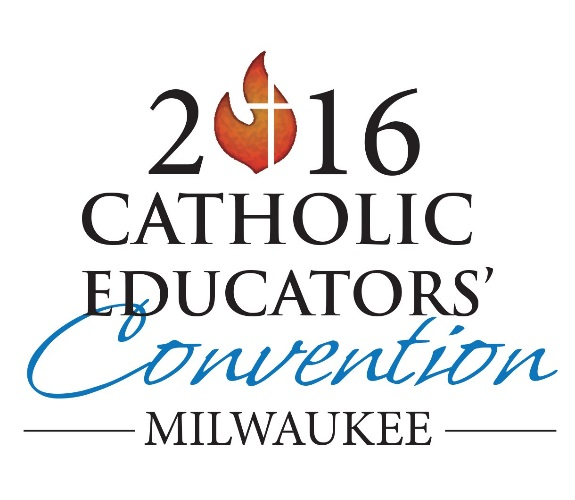 2016
CATHOLIC
EDUCATORS’
Convention
MILWAUKEE